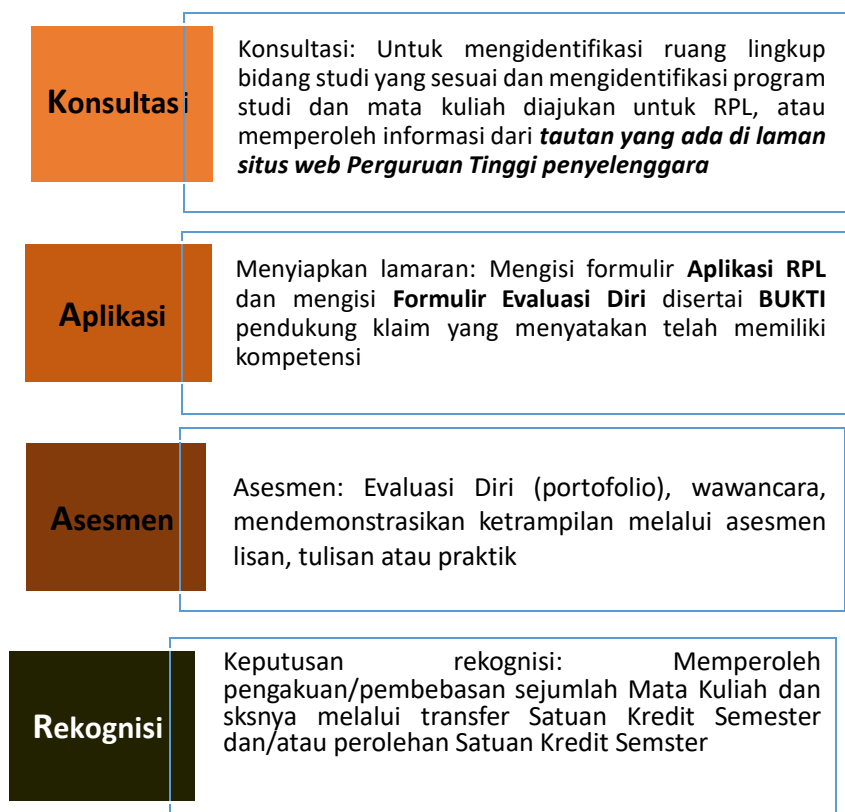 Konsultasi
Konsultasi: Untuk mengidentifikasi ruang lingkup
bidang studi yang sesuai dan mengidentifikasi program
studi dan mata kuliah diajukan untuk RPL, atau
memperoleh informasi dari tautan yang ada di laman
situs web Perguruan Tinggi penyelenggara
Aplikasi
Menyiapkan lamaran: Mengisi formulir Aplikasi RPL
dan mengisi Formulir Evaluasi Diri disertai BUKTI
pendukung klaim yang menyatakan telah memiliki
kompetensi
Asesmen
Asesmen: Evaluasi Diri (portofolio), wawancara,
mendemonstrasikan ketrampilan melalui asesmen
lisan, tulisan atau praktik
Rekognisi
Keputusan rekognisi: Memperoleh
pengakuan/pembebasan sejumlah Mata Kuliah dan
sksnya melalui transfer Satuan Kredit Semester
dan/atau perolehan Satuan Kredit Semster